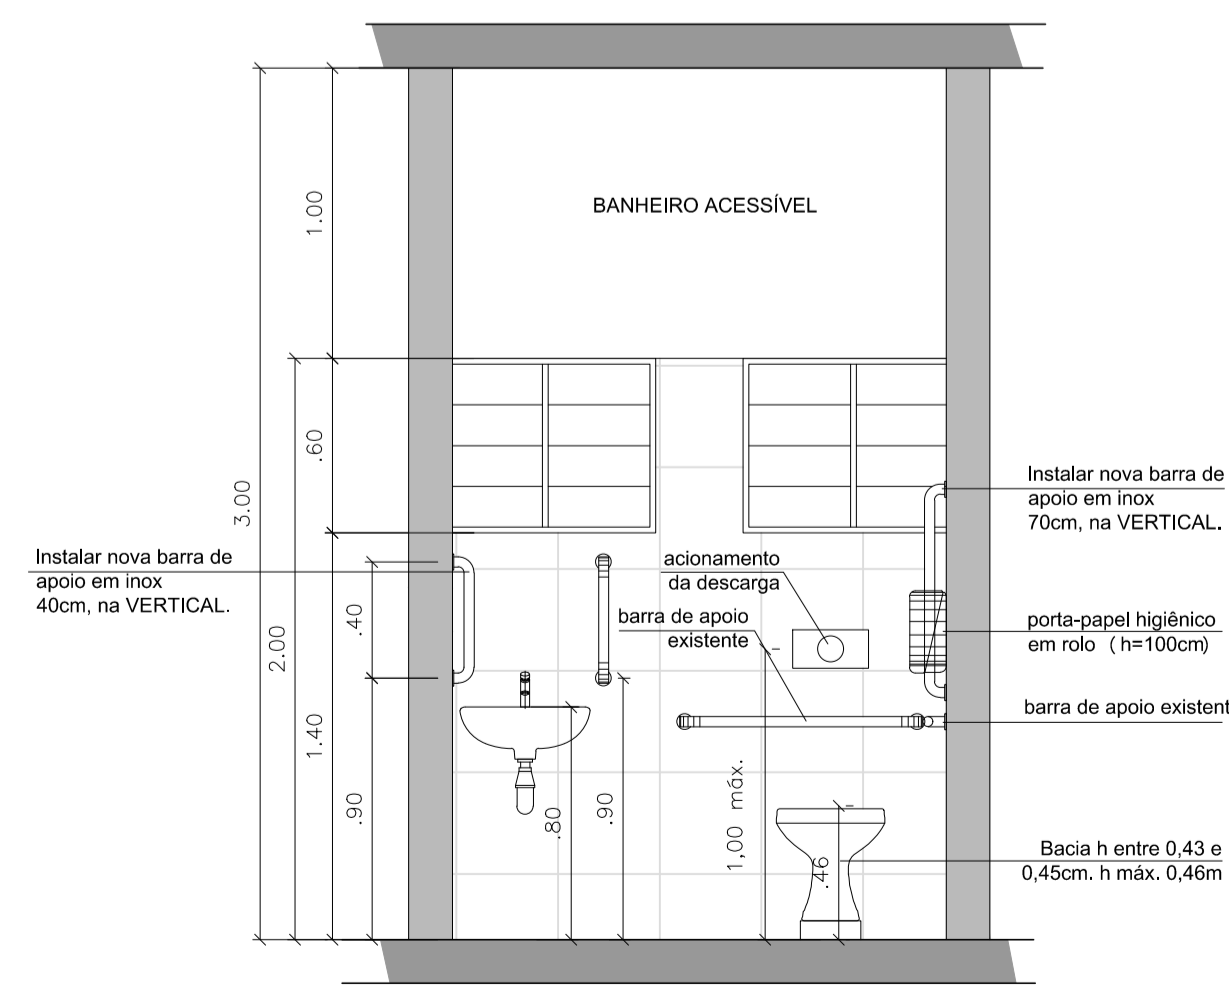 BANHEIRO ACESSÍVEL
1.00
.60
3.00
2.00
1.40
.40
.90
Instalar nova barra de
apoio em inox
40cm, na VERTICAL.
acionamento
da descarga
barra de apoio
existente
.80
.90
1,00 máx.
.46
Instalar nova barra de
apoio em inox
70cm, na VERTICAL.
porta-papel higiênico
em rolo ( h=100cm)
barra de apoio existent
Bacia h entre 0,43 e
0,45cm. h máx. 0,46m